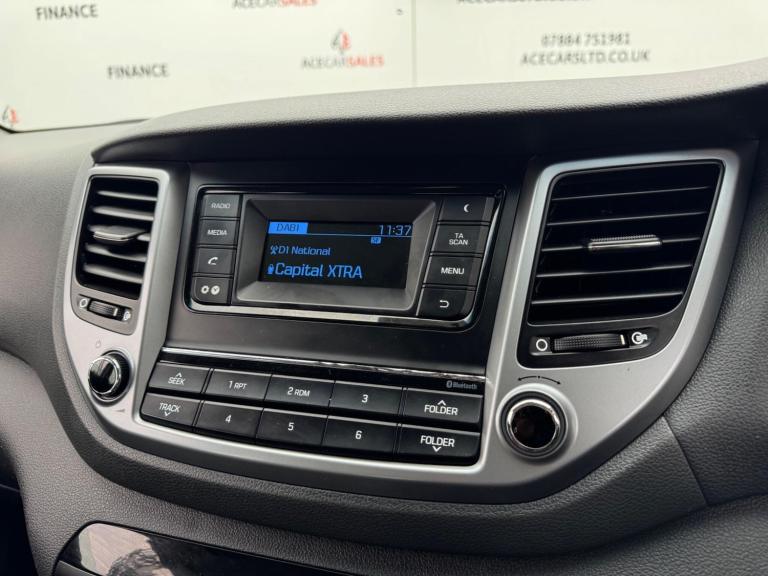 FINANCE
ACECARSALES
07884 751981
ACECARSLTD.CO.UK
FINANCE
ACECARSALES
RADIO
MEDIA
DAB1 11:37
D1 National
Capital XTRA
TA
SCAN
MENU
Bluetooth
SEEK
1 RPT
2 RDM
3
FOLDER
TRACK
4
5
6
FOLDER